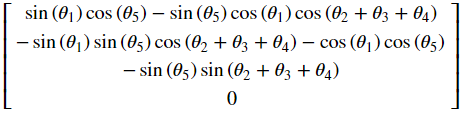 sin (θ₁) cos (θ₅) − sin (θ₅) cos (θ₁) cos (θ₂ + θ₃ + θ₄)
− sin (θ₁) sin (θ₅) cos (θ₂ + θ₃ + θ₄) − cos (θ₁) cos (θ₅)
− sin (θ₅) sin (θ₂ + θ₃ + θ₄)
0